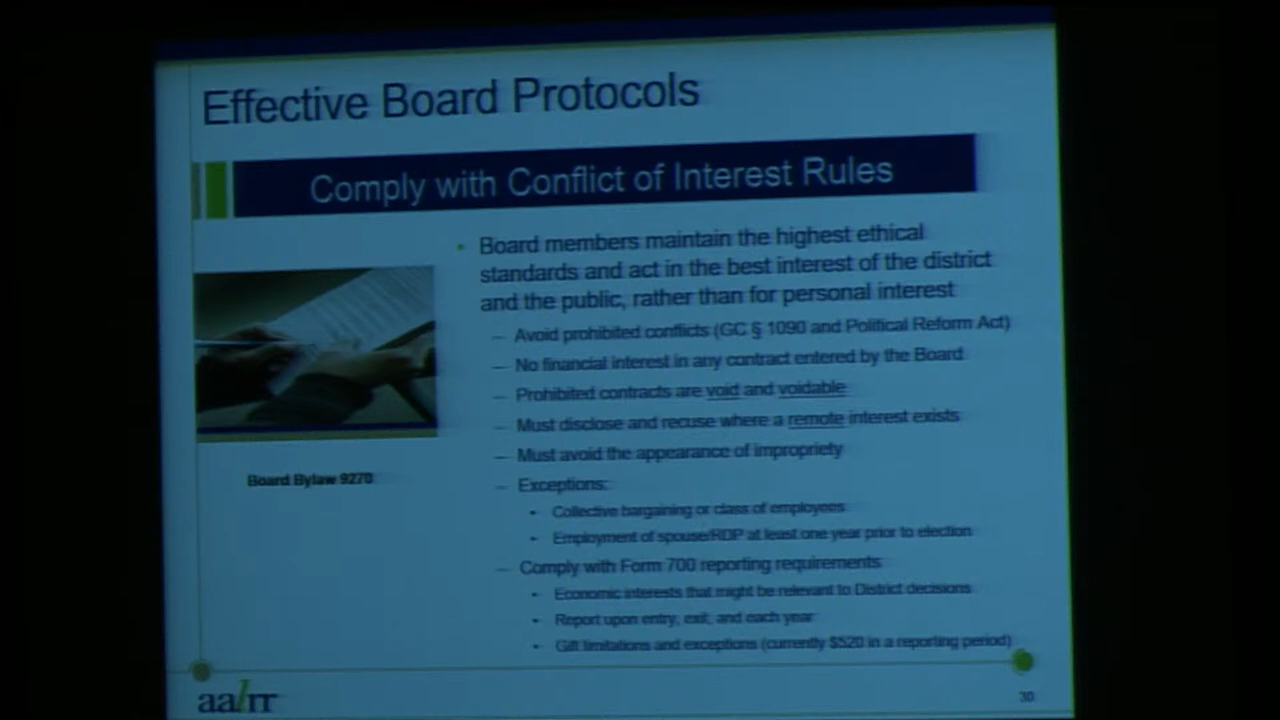 Effective Board Protocols
Comply with Conflict of Interest Rules
• Board members maintain the highest ethical
standards and act in the best interest of the district
and the public, rather than for personal interest
– Avoid prohibited conflicts (GC § 1090 and Political Reform Act)
– No financial interest in any contract entered by the Board
– Prohibited contracts are void and voidable
– Must disclose and recuse where a remote interest exists
– Must avoid the appearance of impropriety
– Exceptions:
• Collective bargaining or class of employees
• Employment of spouse/RDP at least one year prior to election
– Comply with Form 700 reporting requirements
• Economic interests that might be relevant to District decisions
• Report upon entry, exit, and each year
• Gift limitations and exceptions (currently $520 in a reporting period)
Board Bylaw 9270
aalrr
30